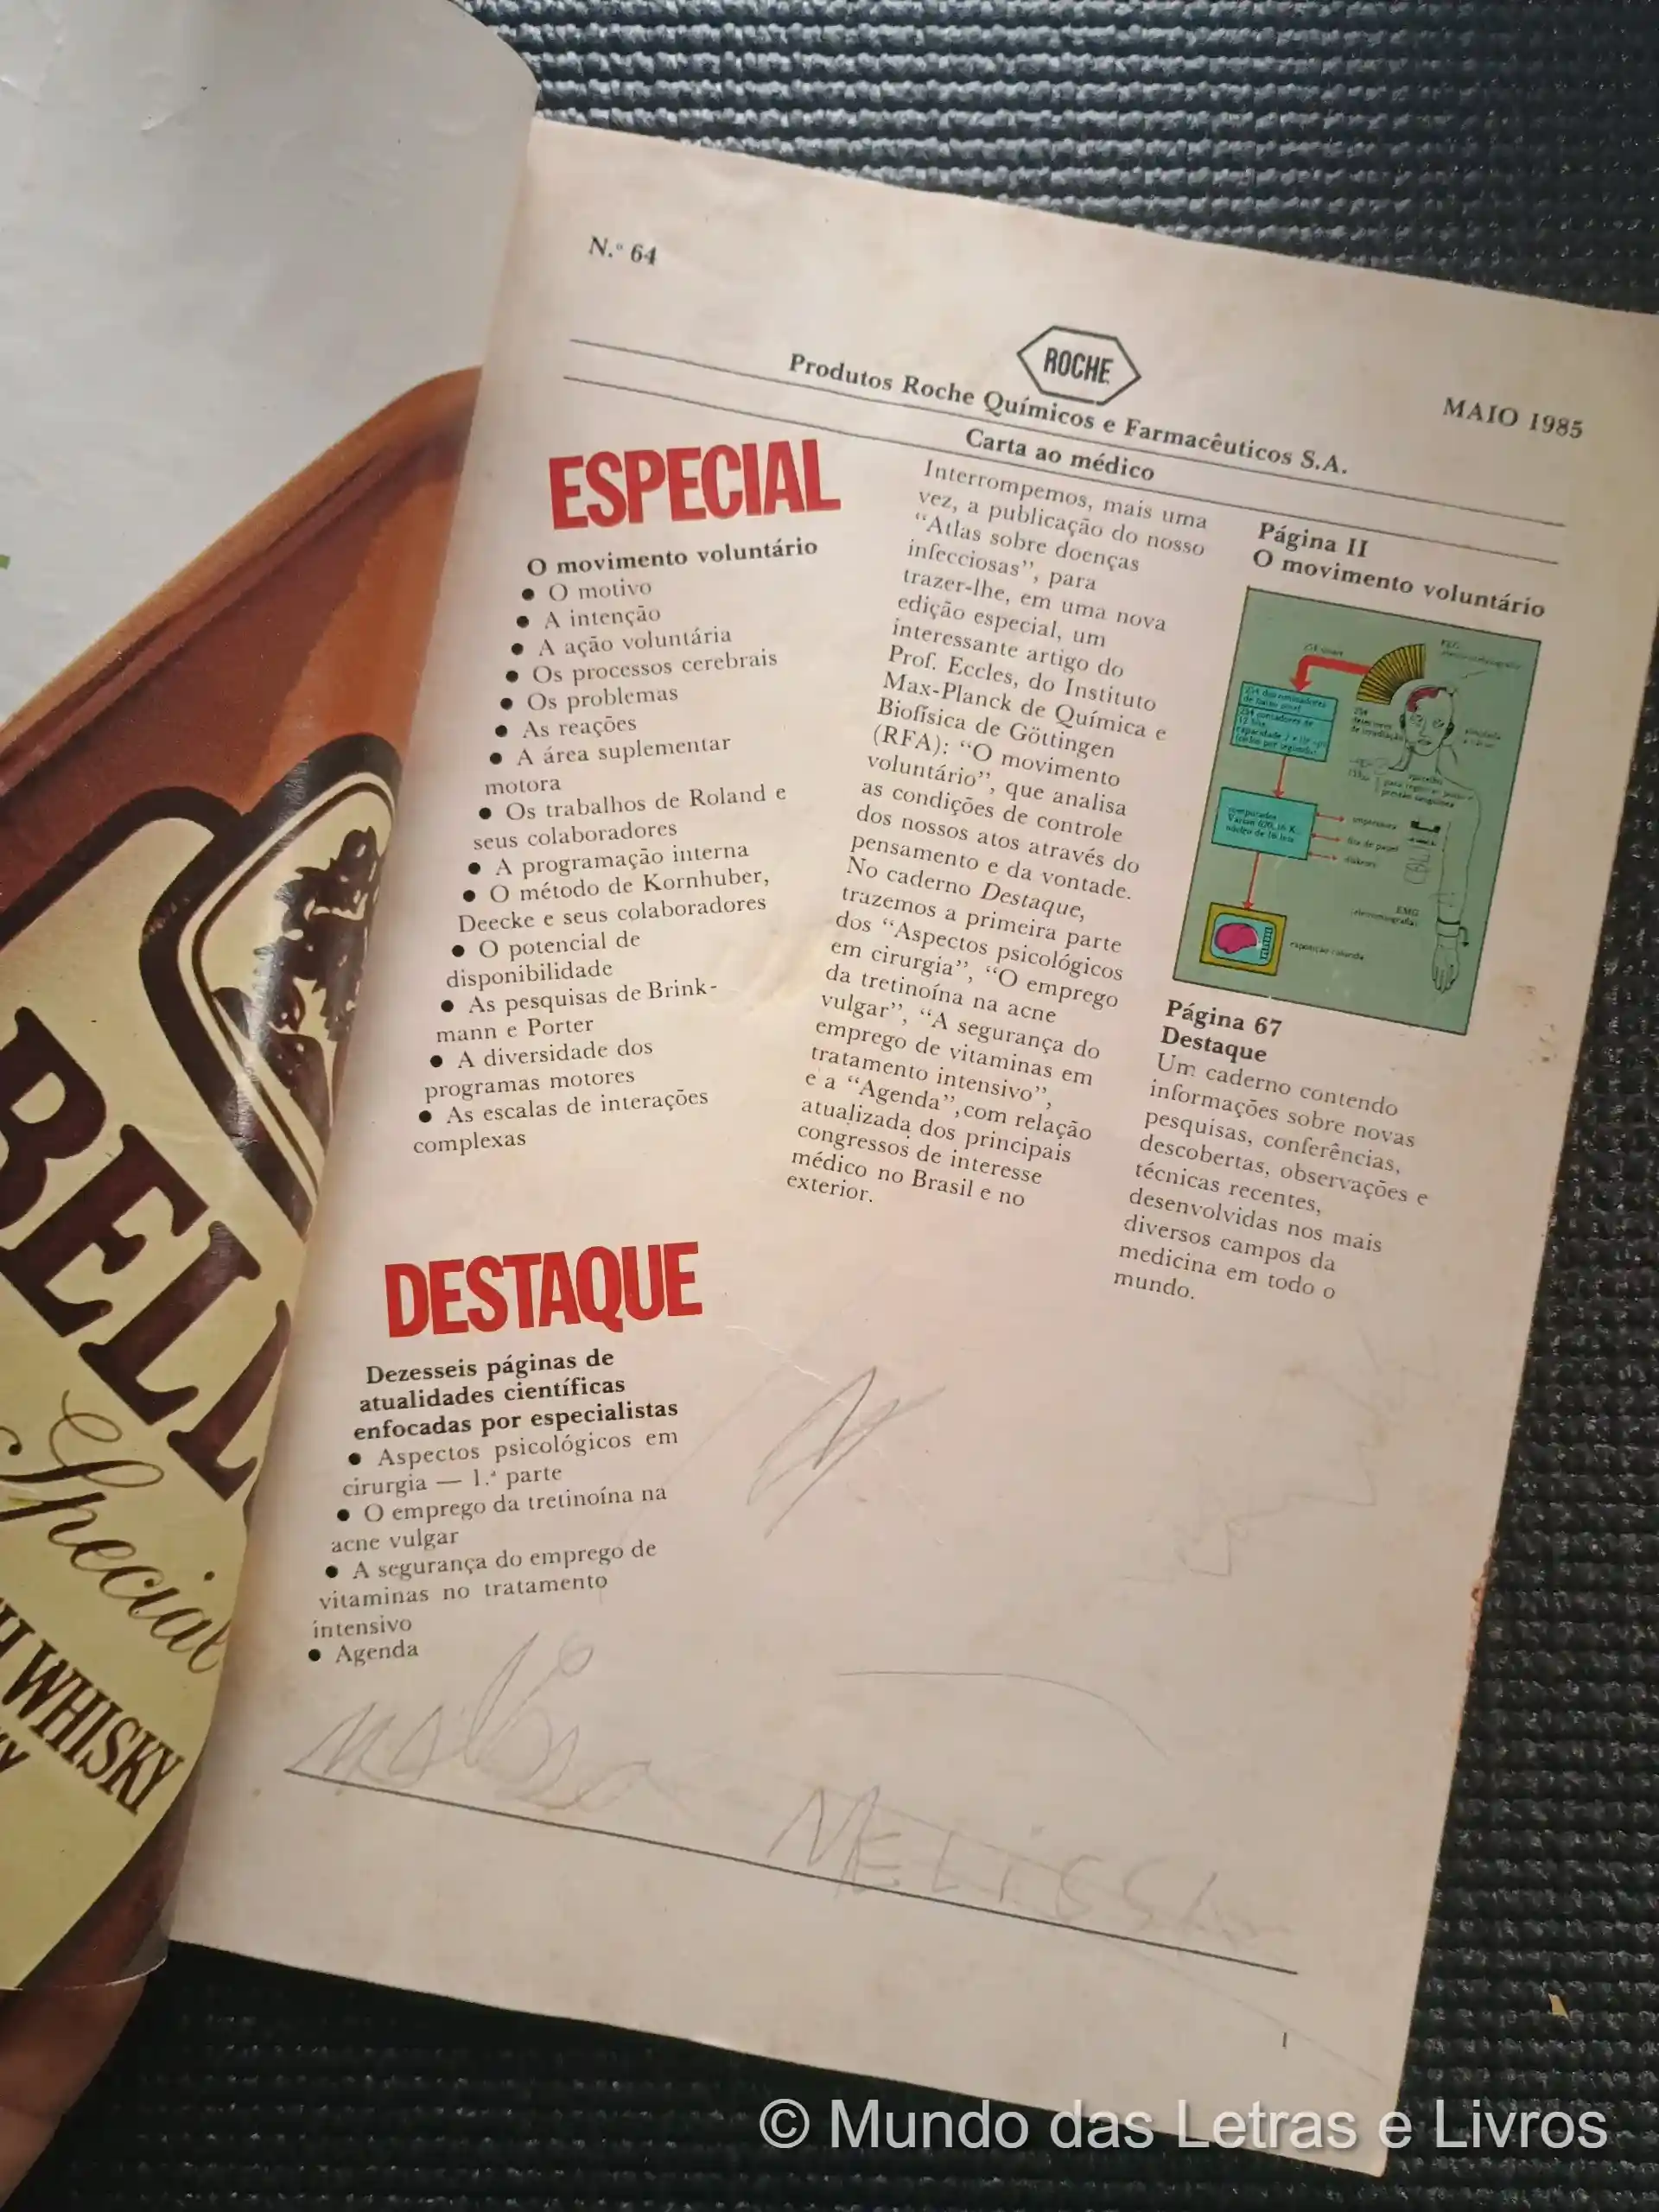 N.º 64
ROCHE
Produtos Roche Químicos e Farmacêuticos S.A.
MAIO 1985
Carta ao médico
ESPECIAL
O movimento voluntário
● O motivo
● A intenção
● A ação voluntária
● Os processos cerebrais
● Os problemas
● As reações
● A área suplementar
motora
● Os trabalhos de Roland e
seus colaboradores
● A programação interna
● O método de Kornhuber,
Deecke e seus colaboradores
● O potencial de
disponibilidade
● As pesquisas de Brink-
mann e Porter
● A diversidade dos
programas motores
● As escalas de interações
complexas
DESTAQUE
Dezesseis páginas de
atualidades científicas
enfocadas por especialistas
● Aspectos psicológicos em
cirurgia — 1.ª parte
● O emprego da tretinoína na
acne vulgar
● A segurança do emprego de
vitaminas no tratamento
intensivo
● Agenda
Interrompemos, mais uma
vez, a publicação do nosso
“Atlas sobre doenças
infecciosas”, para
trazer-lhe, em uma nova
edição especial, um
interessante artigo do
Prof. Eccles, do Instituto
Max-Planck de Química e
Biofísica de Göttingen
(RFA): “O movimento
voluntário”, que analisa
as condições de controle
dos nossos atos através do
pensamento e da vontade.
No caderno Destaque,
trazemos a primeira parte
dos “Aspectos psicológicos
em cirurgia”, “O emprego
da tretinoína na acne
vulgar”, “A segurança do
emprego de vitaminas em
tratamento intensivo”,
e a “Agenda”, com relação
atualizada dos principais
congressos de interesse
médico no Brasil e no
exterior.
Página II
O movimento voluntário
computador
impressora
fita de papel
EMG
Página 67
Destaque
Um caderno contendo
informações sobre novas
pesquisas, conferências,
descobertas, observações e
técnicas recentes,
desenvolvidas nos mais
diversos campos da
medicina em todo o
mundo.
MELiSSA
I
BELL
Special
WHISKY
© Mundo das Letras e Livros